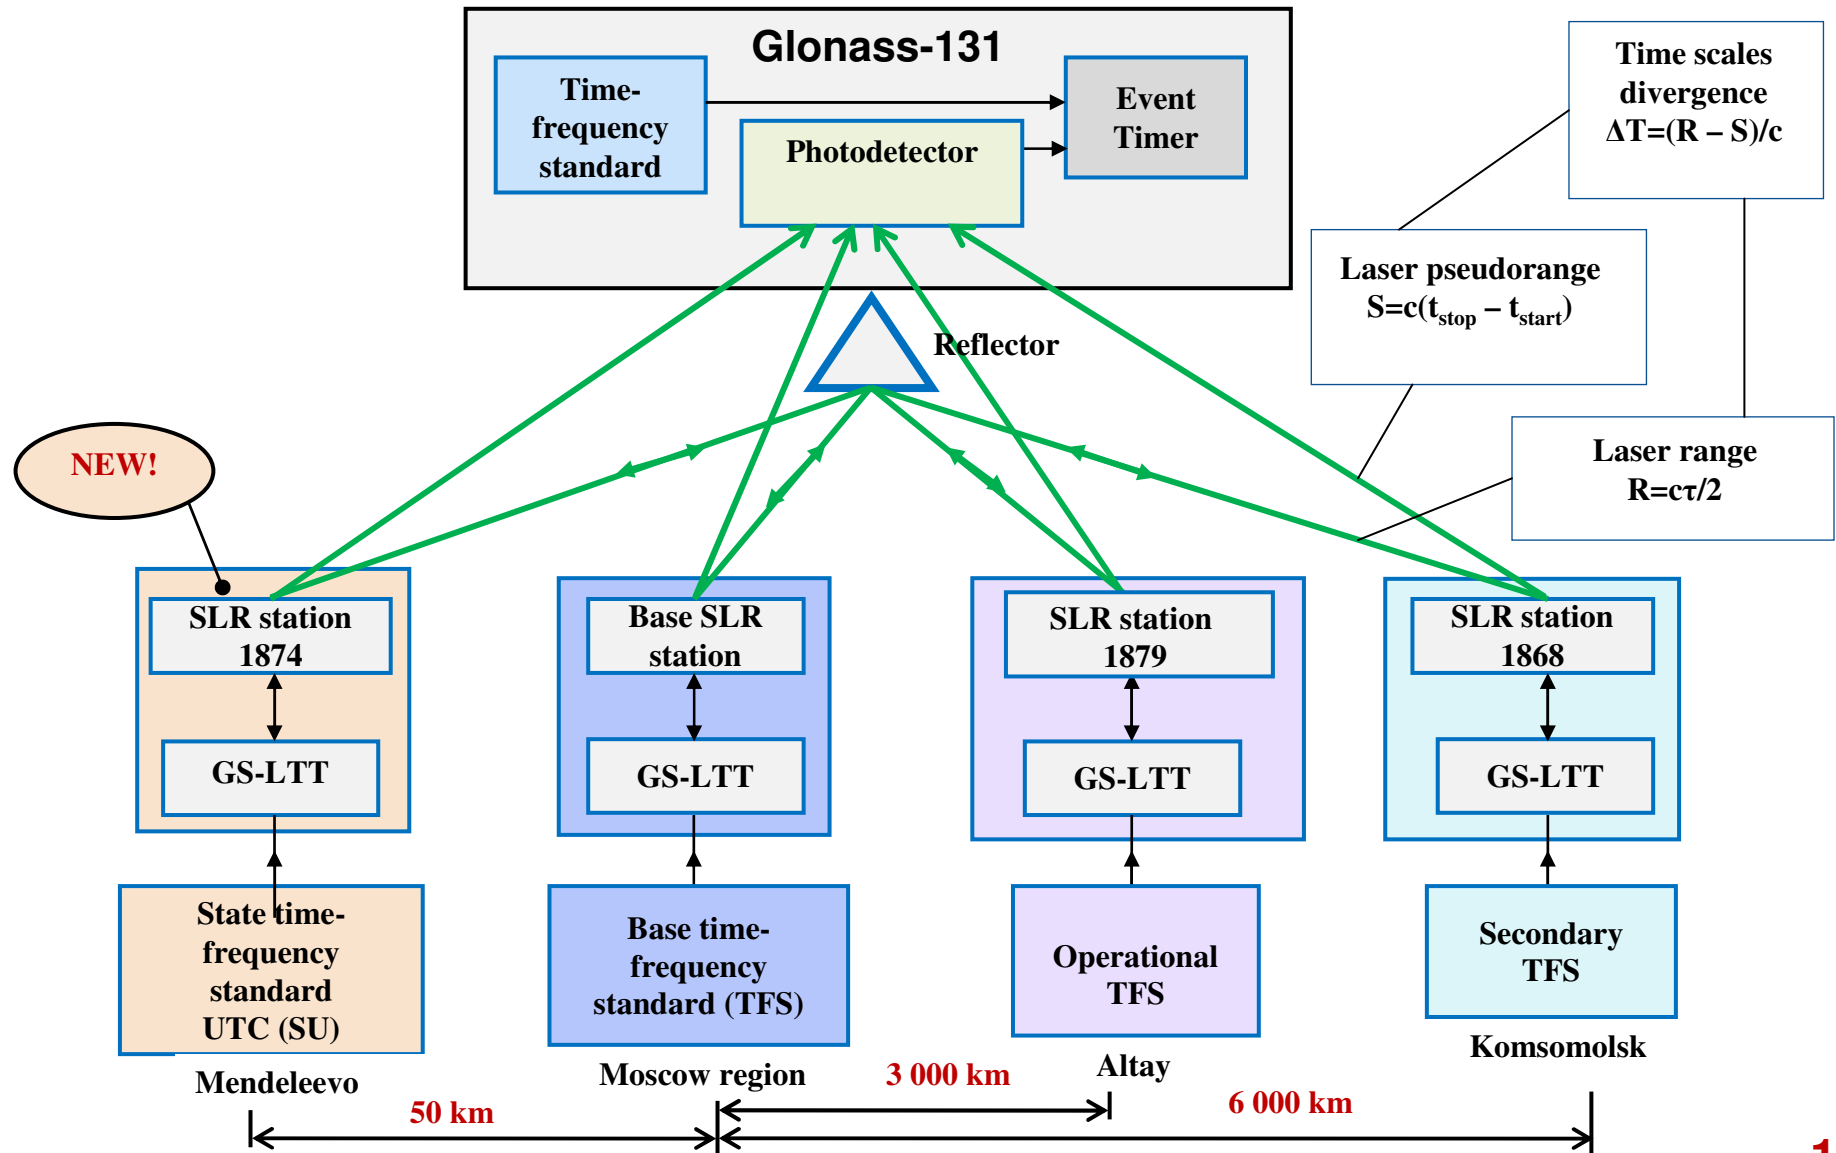 Glonass-131
Time-
frequency
standard
Photodetector
Event
Timer
Time scales
divergence
ΔT=(R – S)/c
Laser pseudorange
S=c(tstop – tstart)
Reflector
Laser range
R=cτ/2
NEW!
SLR station
1874
Base SLR
station
SLR station
1879
SLR station
1868
GS-LTT
GS-LTT
GS-LTT
GS-LTT
State time-
frequency
standard
UTC (SU)
Base time-
frequency
standard (TFS)
Operational
TFS
Secondary
TFS
Mendeleevo
Moscow region
Altay
Komsomolsk
50 km
3 000 km
6 000 km